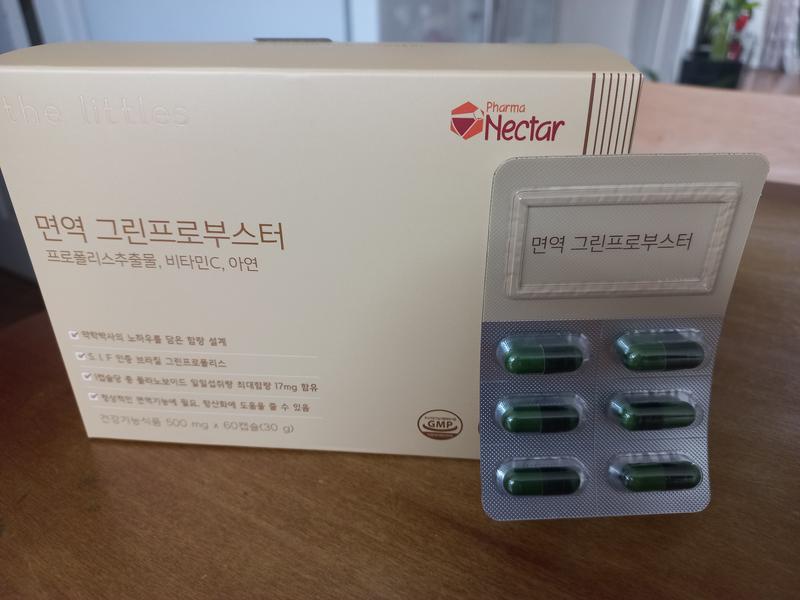 the littles
Pharma
Nectar
면역 그린프로부스터
프로폴리스추출물, 비타민C, 아연
약학박사의 노하우를 담은 함량 설계
S.I.F 인증 브라질 그린프로폴리스
1캡슐당 총 플라노보이드 일일섭취량 최대함량 17mg 함유
정상적인 면역기능에 필요, 항산화에 도움을 줄 수 있음
건강기능식품 500 mg x 60캡슐(30 g)
GMP
면역 그린프로부스터